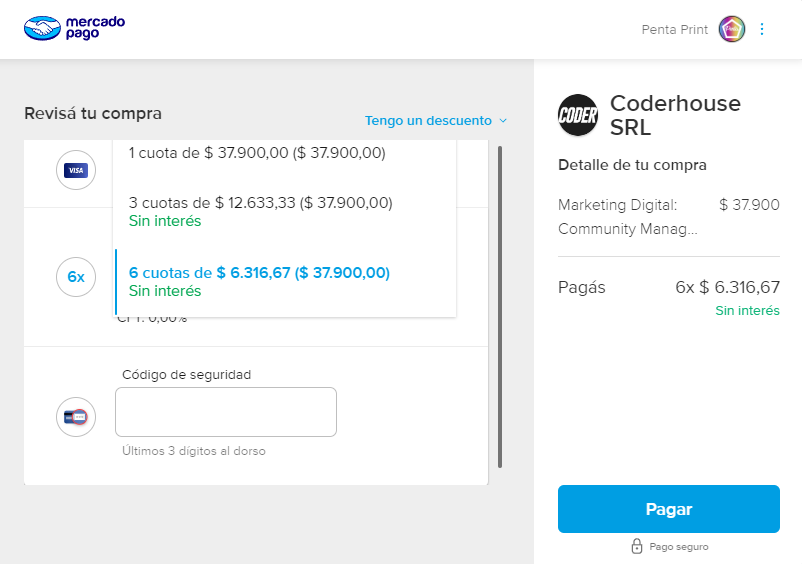 mercado
pago
Penta Print
Revisá tu compra
Tengo un descuento
VISA
1 cuota de $ 37.900,00 ($ 37.900,00)
3 cuotas de $ 12.633,33 ($ 37.900,00)
Sin interés
6x
6 cuotas de $ 6.316,67 ($ 37.900,00)
Sin interés
CFT: 0,00%
Código de seguridad
Últimos 3 dígitos al dorso
CODER
Coderhouse
SRL
Detalle de tu compra
Marketing Digital: $ 37.900
Community Manag...
Pagás 6x $ 6.316,67
Sin interés
Pagar
Pago seguro